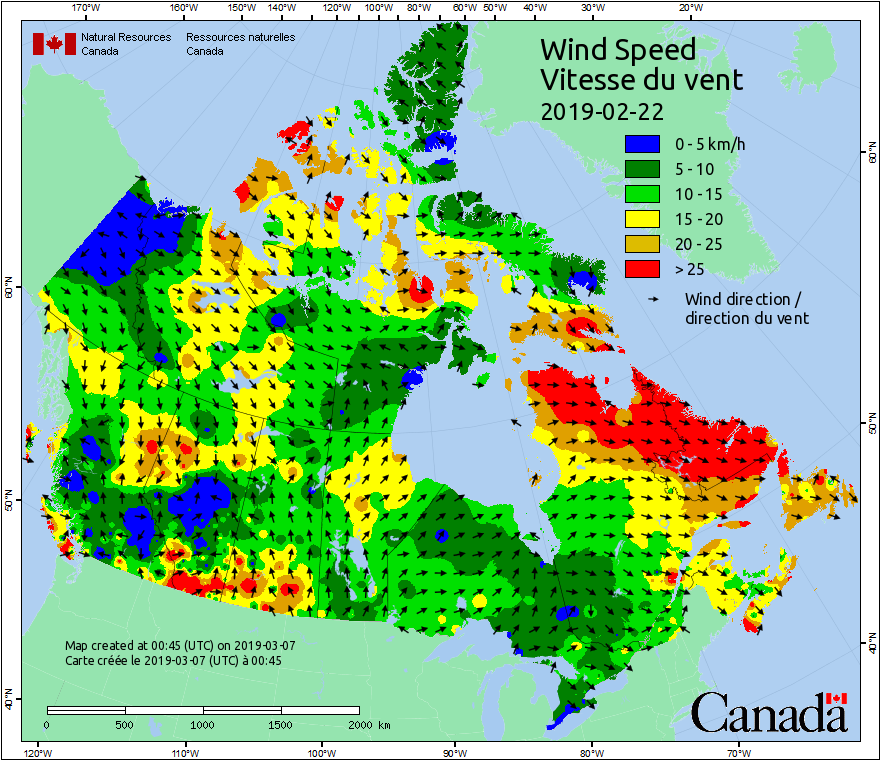 170°W 160°W 150°W 140°W 120°W 100°W 80°W 60°W 50°W 40°W 30°W 20°W
Natural Resources Ressources naturelles
Canada Canada
Wind Speed
Vitesse du vent
2019-02-22
0 - 5 km/h
5 - 10
10 - 15
15 - 20
20 - 25
> 25
Wind direction /
direction du vent
60°N
60°N
50°N
50°N
40°N
40°N
Map created at 00:45 (UTC) on 2019-03-07
Carte créée le 2019-03-07 (UTC) à 00:45
0 500 1000 1500 2000 km
Canada
120°W 110°W 100°W 90°W 80°W 70°W